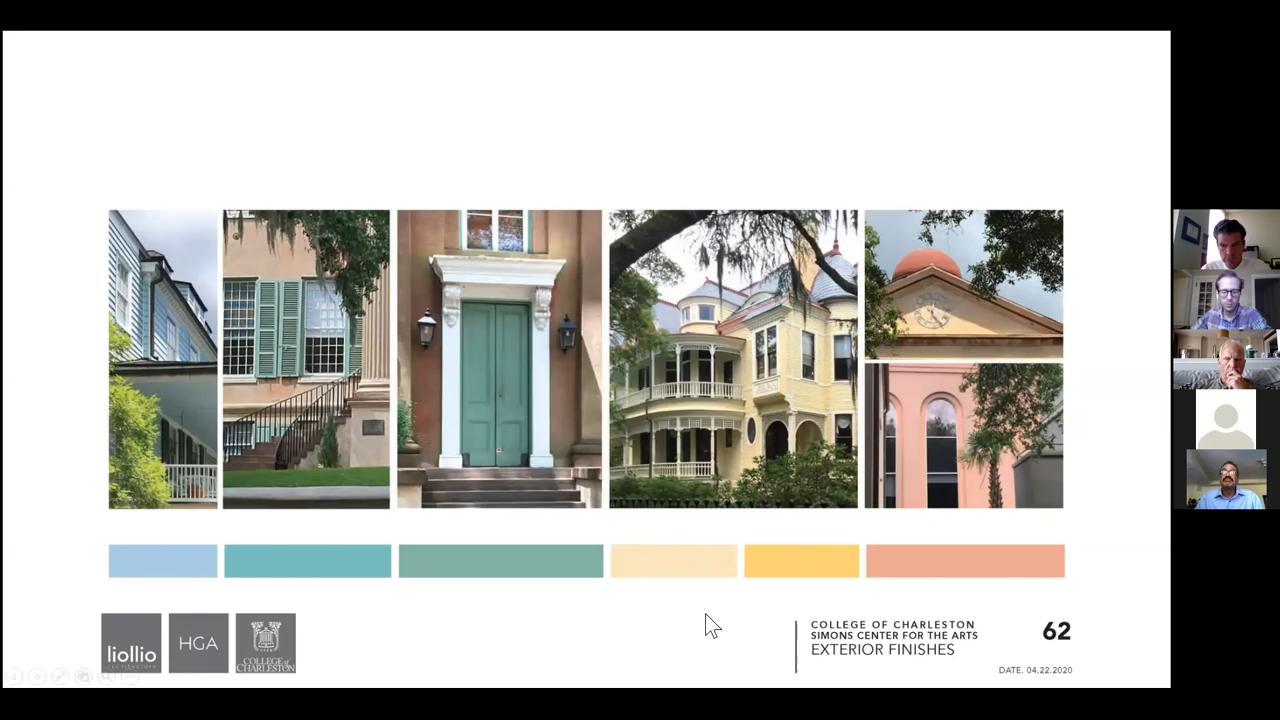 liollio
architecture
HGA
COLLEGE of
CHARLESTON
COLLEGE OF CHARLESTON
SIMONS CENTER FOR THE ARTS
EXTERIOR FINISHES
62
DATE. 04.22.2020